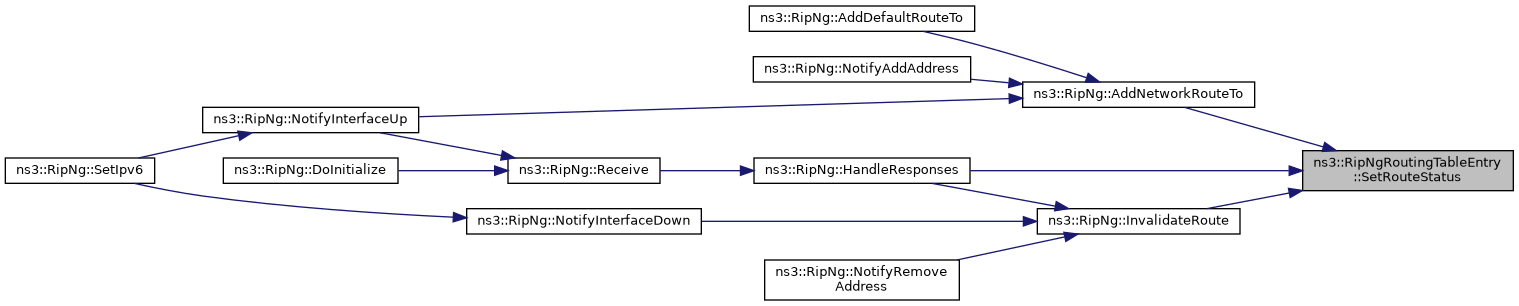 ns3::RipNg::AddDefaultRouteTo
ns3::RipNg::NotifyAddAddress
ns3::RipNg::AddNetworkRouteTo
ns3::RipNg::NotifyInterfaceUp
ns3::RipNg::SetIpv6
ns3::RipNg::DoInitialize
ns3::RipNg::Receive
ns3::RipNg::HandleResponses
ns3::RipNgRoutingTableEntry
::SetRouteStatus
ns3::RipNg::NotifyInterfaceDown
ns3::RipNg::InvalidateRoute
ns3::RipNg::NotifyRemove
Address